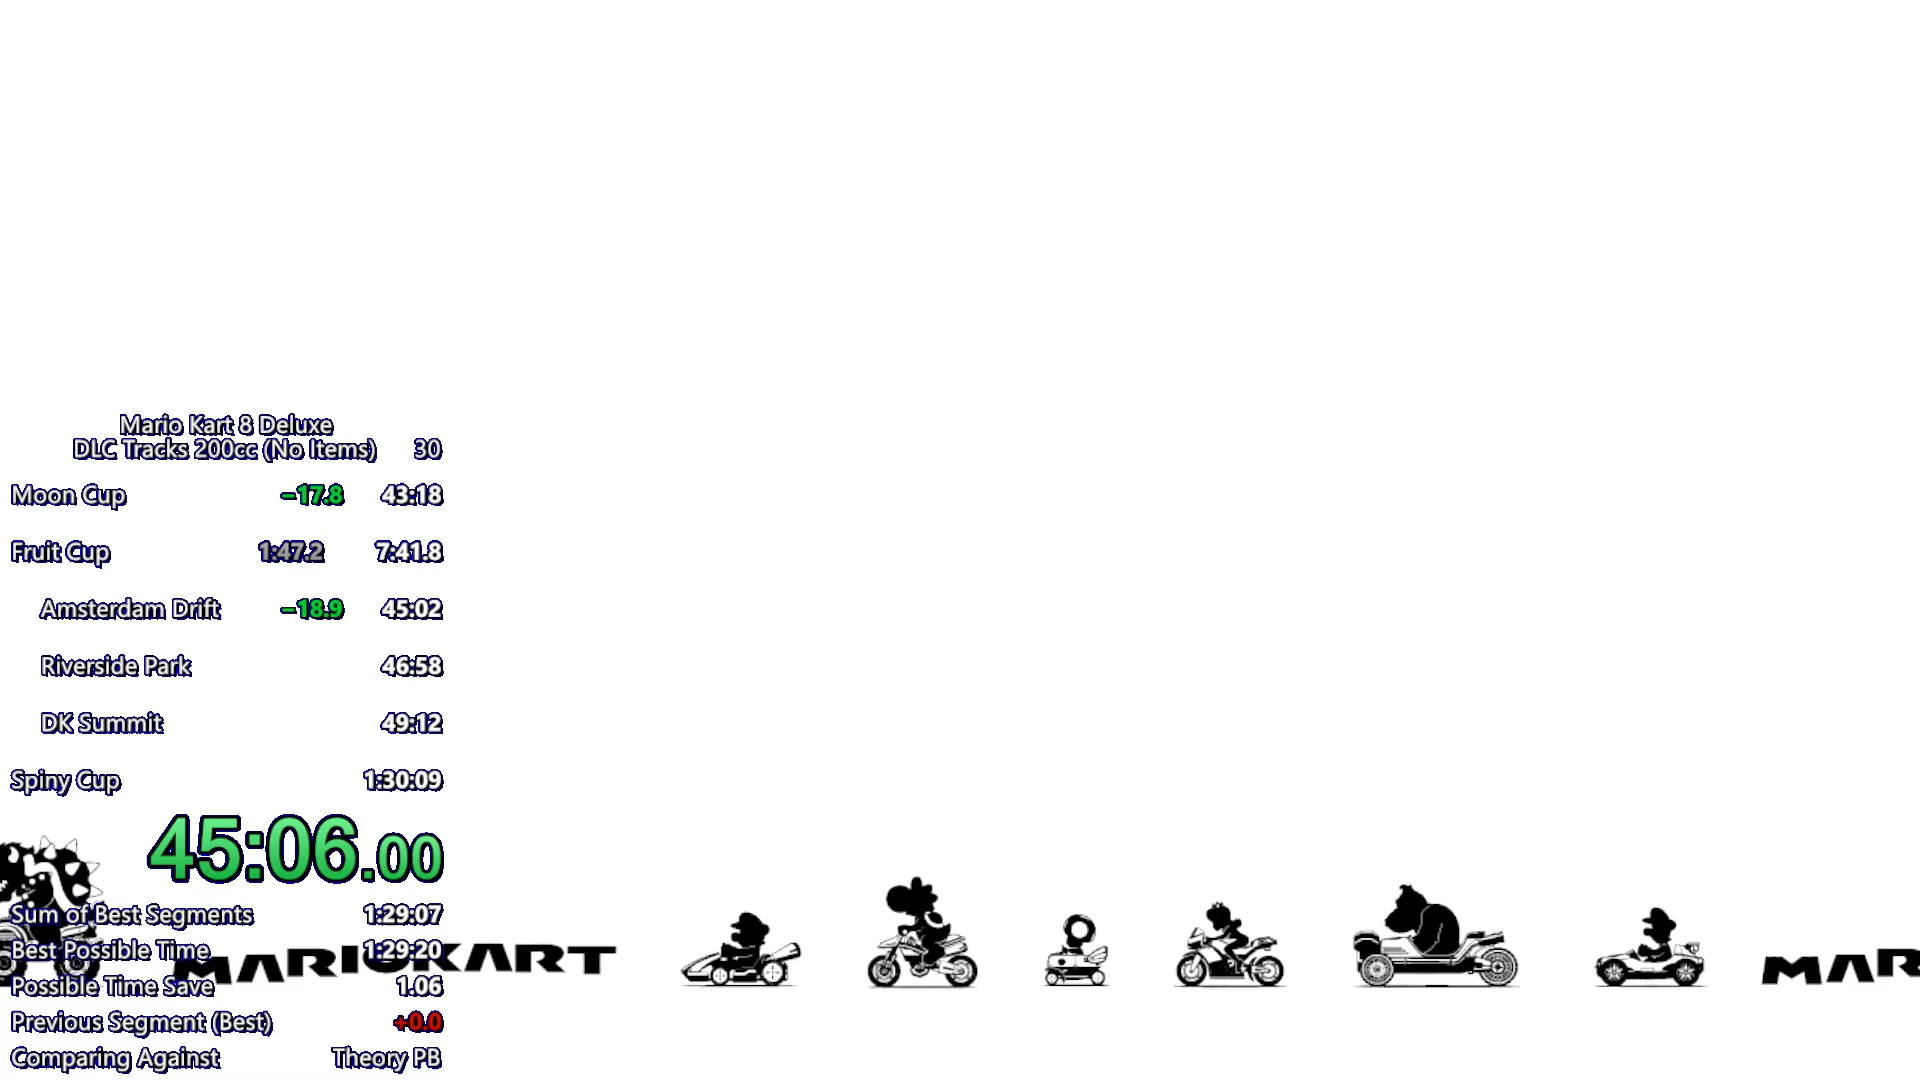 Mario Kart 8 Deluxe
DLC Tracks 200cc (No Items) 30
Moon Cup -17.8 43:18
Fruit Cup 1:47.2 7:41.8
Amsterdam Drift -18.9 45:02
Riverside Park 46:58
DK Summit 49:12
Spiny Cup 1:30:09
45:06.00
Sum of Best Segments 1:29:07
Best Possible Time 1:29:20
MARIOKART MAR
Possible Time Save 1.06
Previous Segment (Best) +0.0
Comparing Against Theory PB